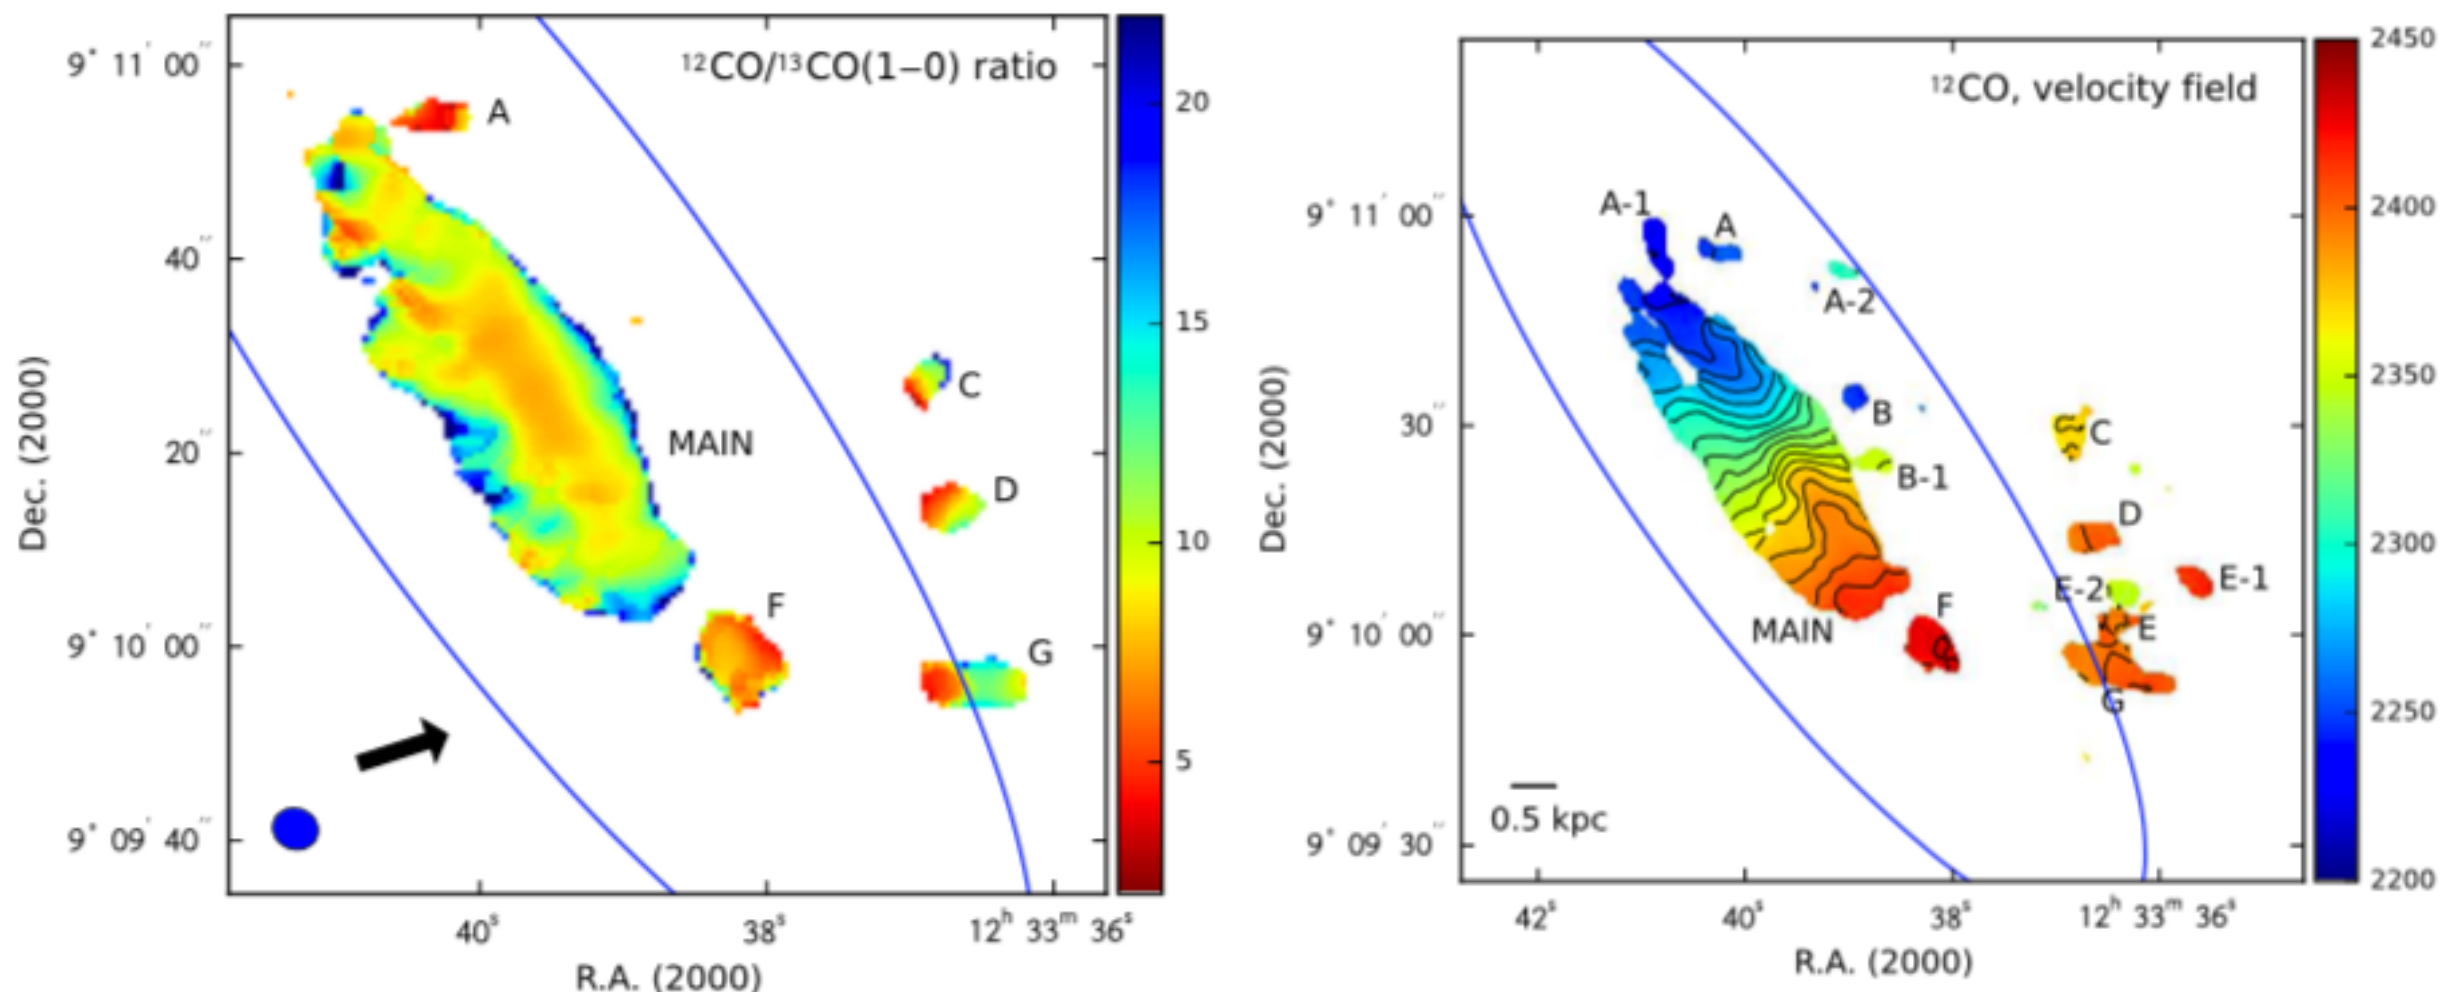 ¹²CO/¹³CO(1−0) ratio
9° 11′ 00″
40″
20″
9° 10′ 00″
9° 09′ 40″
Dec. (2000)
A
C
D
MAIN
F
G
40ˢ
38ˢ
12ʰ 33ᵐ 36ˢ
R.A. (2000)
20
15
10
5
¹²CO, velocity field
9° 11′ 00″
30″
9° 10′ 00″
9° 09′ 30″
Dec. (2000)
A-1
A
A-2
B
B-1
C
D
E-2
E-1
E
F
MAIN
G
0.5 kpc
42ˢ
40ˢ
38ˢ
12ʰ 33ᵐ 36ˢ
R.A. (2000)
2450
2400
2350
2300
2250
2200